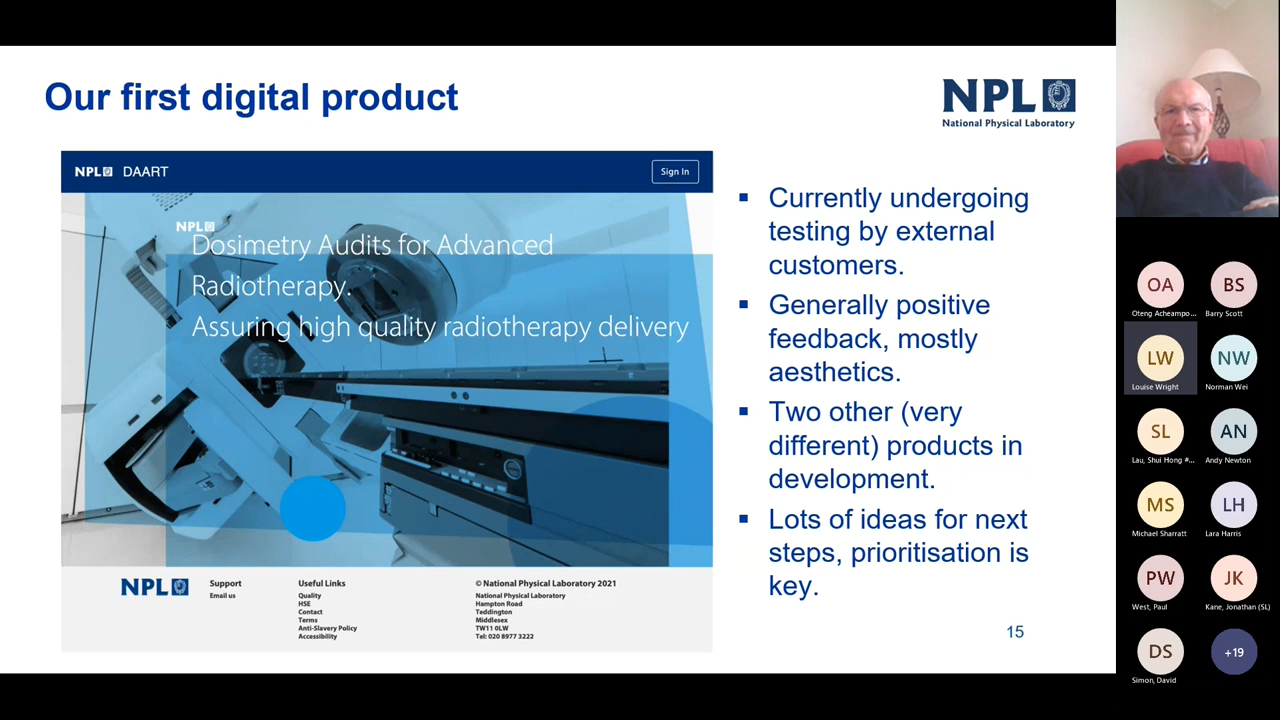 Our first digital product
NPL
National Physical Laboratory
NPL DAART
Sign In
NPL
Dosimetry Audits for Advanced
Radiotherapy.
Assuring high quality radiotherapy delivery
NPL
Support
Email us
Useful Links
Quality
HSE
Contact
Terms
Anti-Slavery Policy
Accessibility
© National Physical Laboratory 2021
National Physical Laboratory
Hampton Road
Teddington
Middlesex
TW11 0LW
Tel: 020 8977 3222
▪ Currently undergoing
testing by external
customers.
▪ Generally positive
feedback, mostly
aesthetics.
▪ Two other (very
different) products in
development.
▪ Lots of ideas for next
steps, prioritisation is
key.
15
OA
Oteng Acheampo...
BS
Barry Scott
LW
Louise Wright
NW
Norman Wei
SL
Lau, Shui Hong #...
AN
Andy Newton
MS
Michael Sharratt
LH
Lara Harris
PW
West, Paul
JK
Kane, Jonathan (SL)
DS
Simon, David
+19